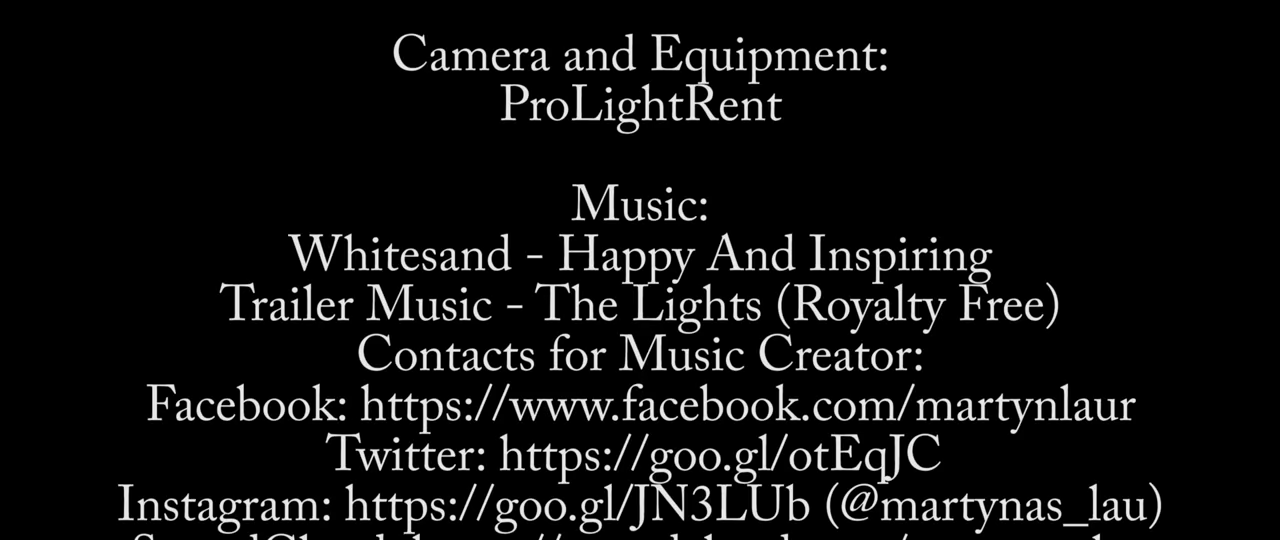 Camera and Equipment:
ProLightRent
Music:
Whitesand - Happy And Inspiring
Trailer Music - The Lights (Royalty Free)
Contacts for Music Creator:
Facebook: https://www.facebook.com/martynlaur
Twitter: https://goo.gl/otEqJC
Instagram: https://goo.gl/JN3LUb (@martynas_lau)